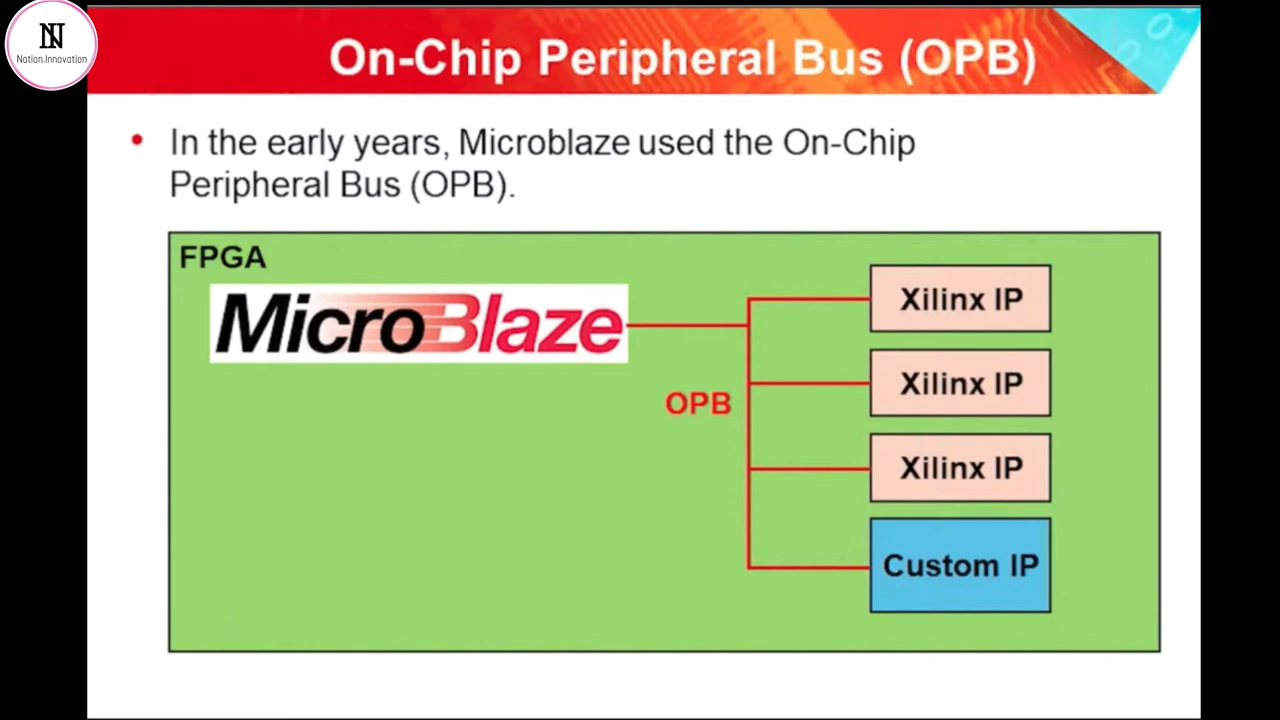 N
Nation.Innovation
On-Chip Peripheral Bus (OPB)
• In the early years, Microblaze used the On-Chip
Peripheral Bus (OPB).
FPGA
MicroBlaze
OPB
Xilinx IP
Xilinx IP
Xilinx IP
Custom IP